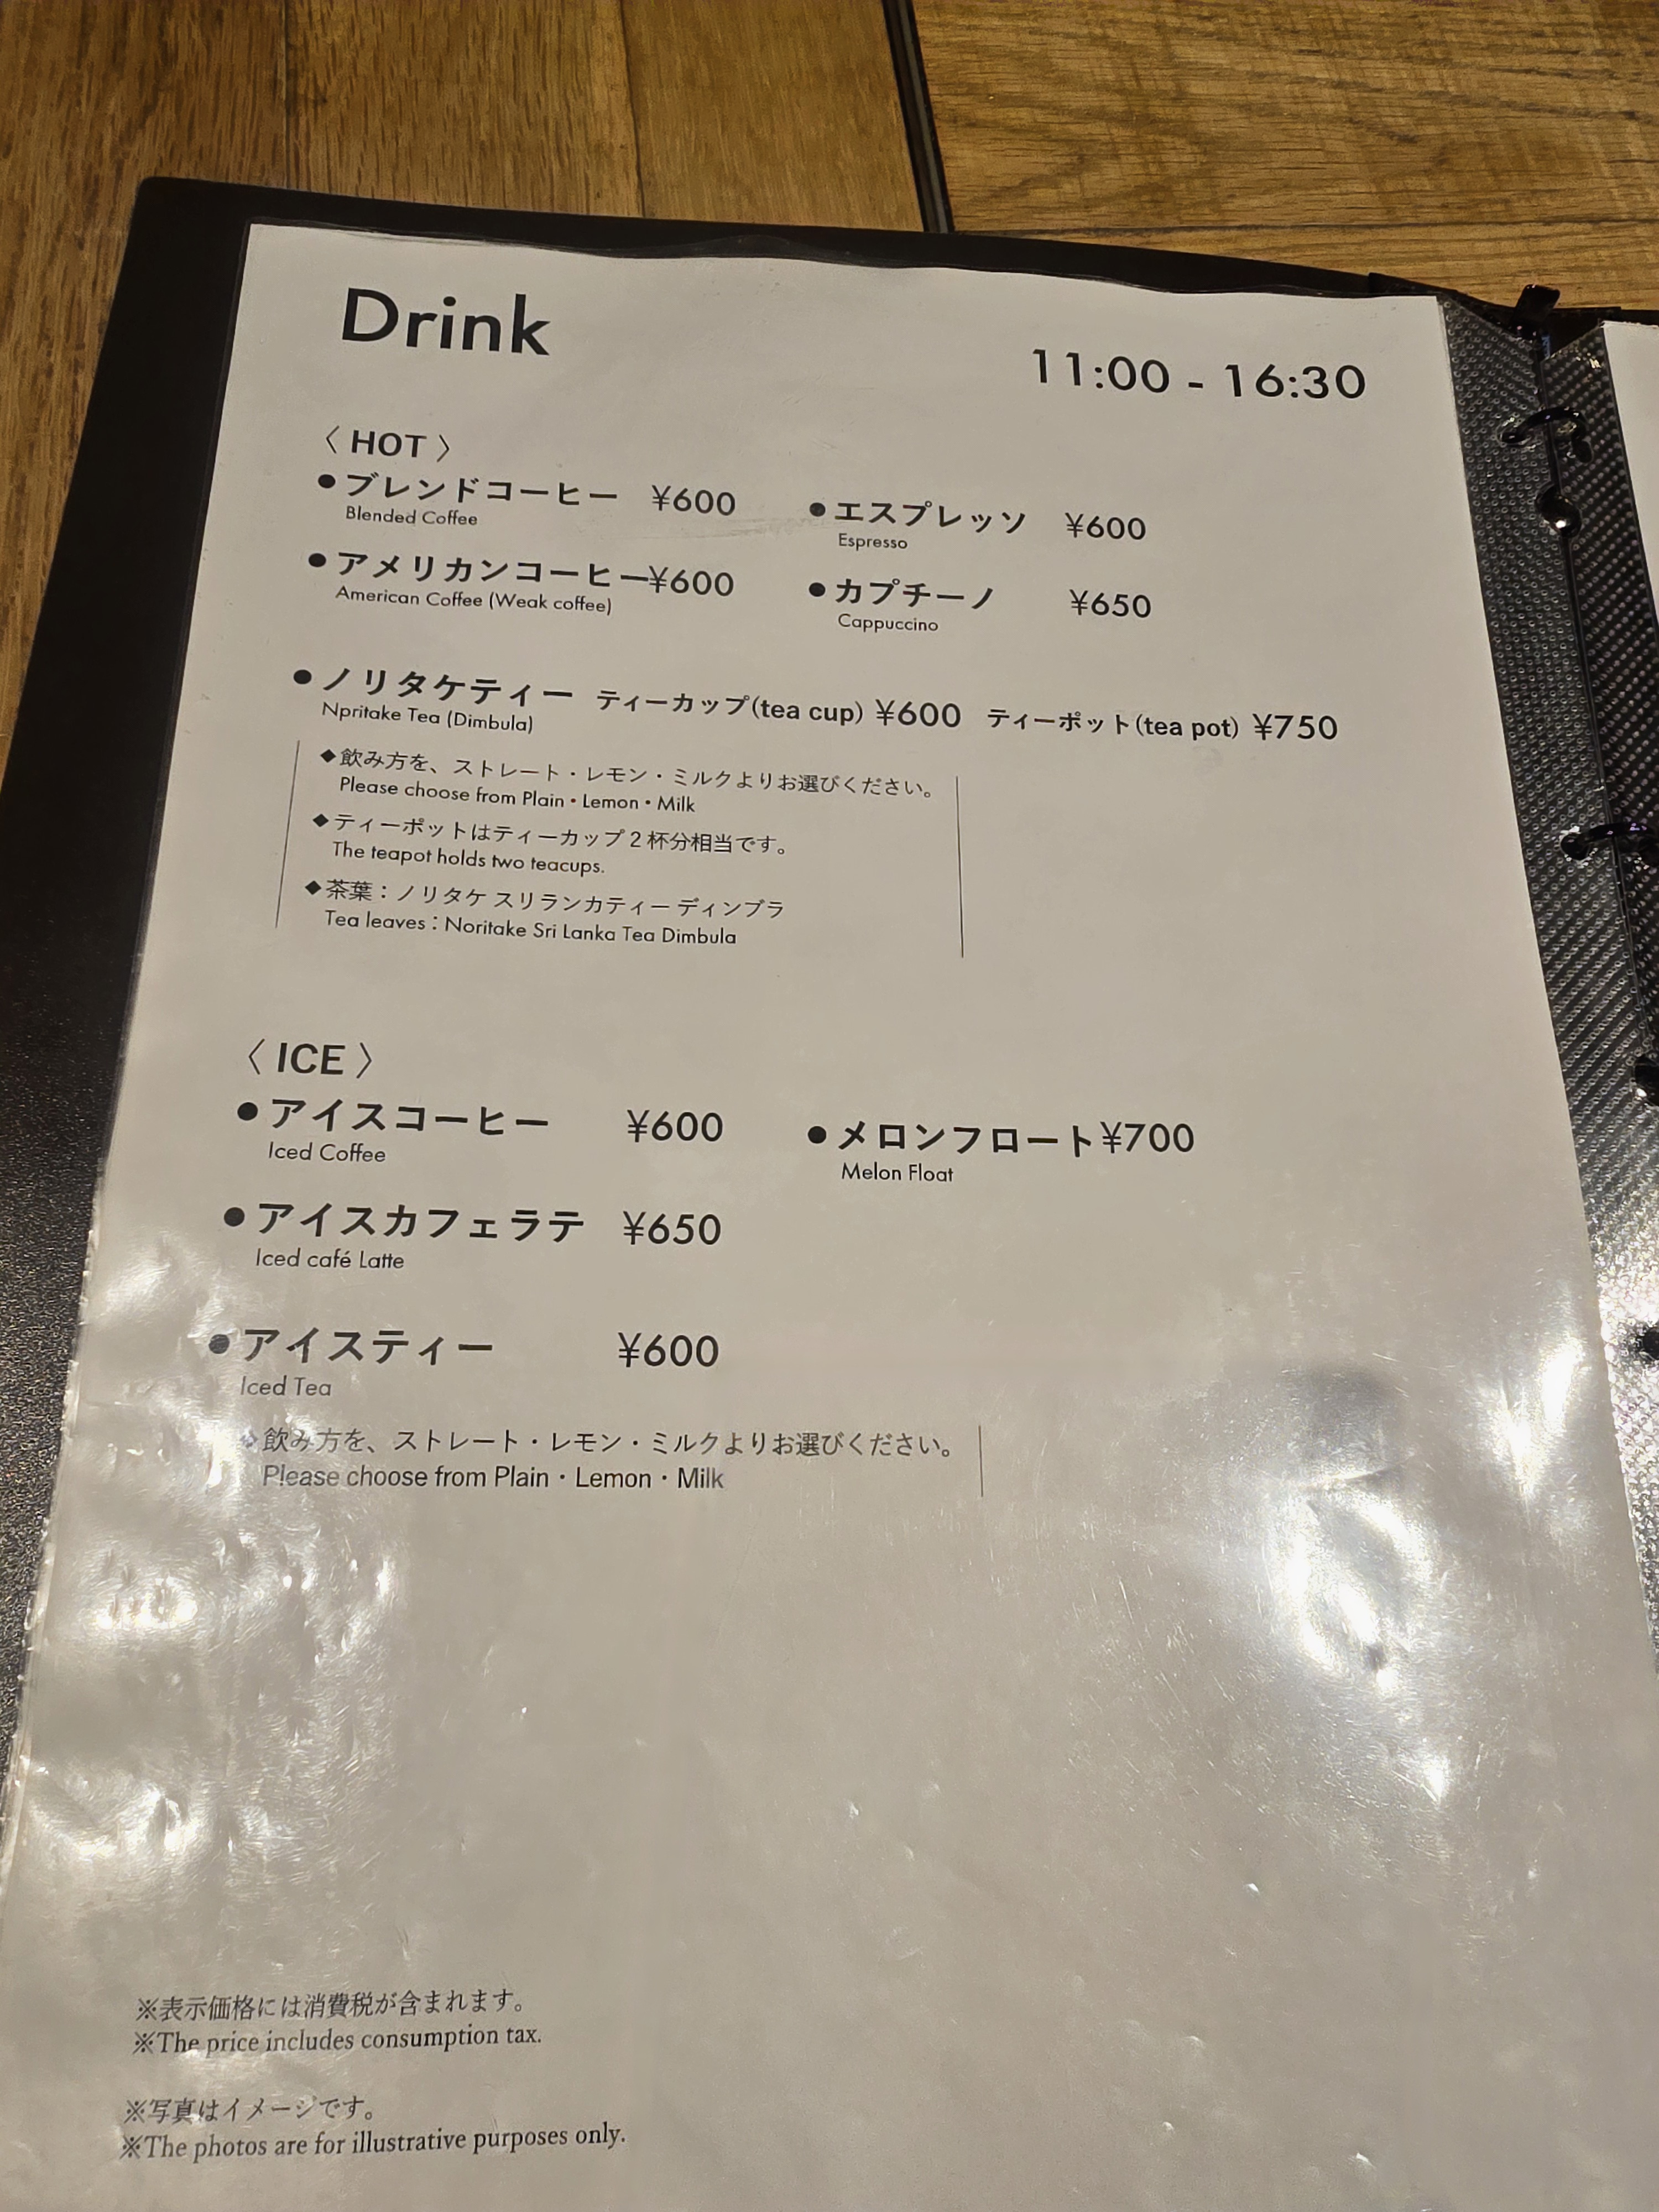 Drink
11:00 - 16:30
〈 HOT 〉
●ブレンドコーヒー ¥600
Blended Coffee
●エスプレッソ ¥600
Espresso
●アメリカンコーヒー¥600
American Coffee (Weak coffee)
●カプチーノ ¥650
Cappuccino
●ノリタケティー ティーカップ(tea cup) ¥600 ティーポット(tea pot) ¥750
Npritake Tea (Dimbula)
◆飲み方を、ストレート・レモン・ミルクよりお選びください。
Please choose from Plain・Lemon・Milk
◆ティーポットはティーカップ2杯分相当です。
The teapot holds two teacups.
◆茶葉：ノリタケ スリランカティー ディンブラ
Tea leaves：Noritake Sri Lanka Tea Dimbula
〈 ICE 〉
●アイスコーヒー ¥600
Iced Coffee
●メロンフロート¥700
Melon Float
●アイスカフェラテ ¥650
Iced café Latte
●アイスティー ¥600
Iced Tea
◆飲み方を、ストレート・レモン・ミルクよりお選びください。
Please choose from Plain・Lemon・Milk
※表示価格には消費税が含まれます。
※The price includes consumption tax.
※写真はイメージです。
※The photos are for illustrative purposes only.